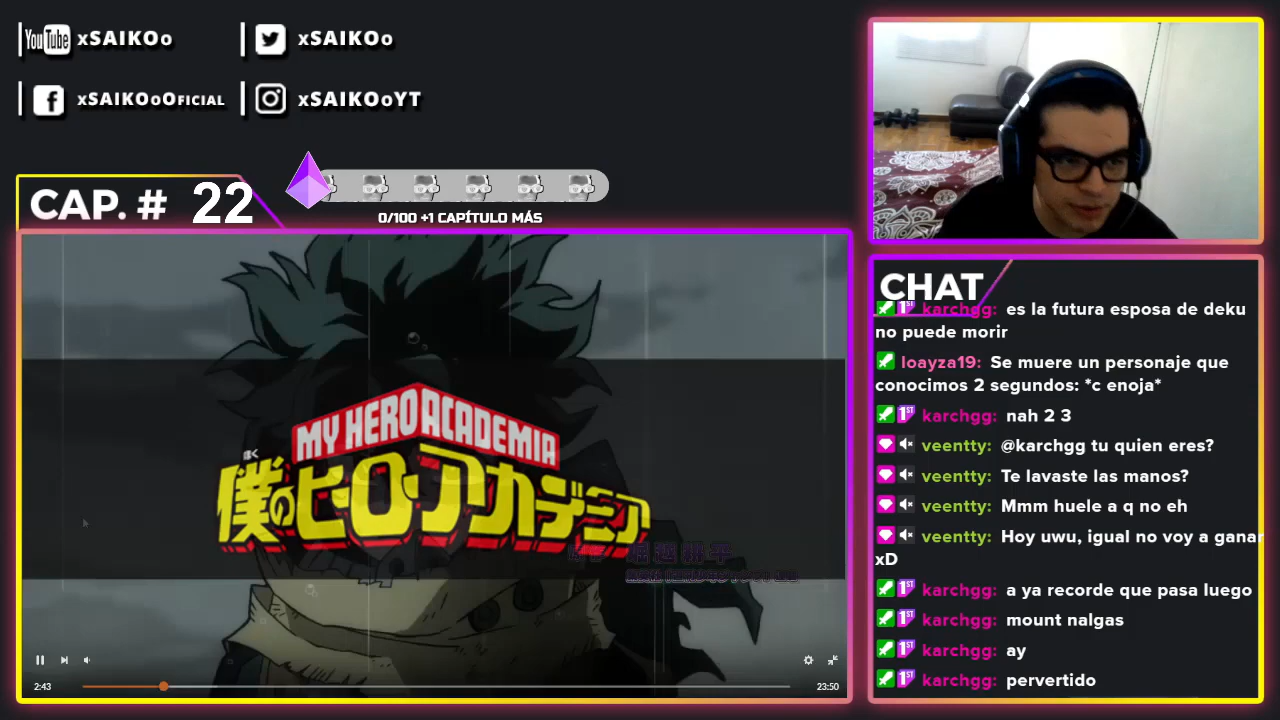 YouTube xSAIKOo
xSAIKOo
xSAIKOoOficial
xSAIKOoYT
CAP. # 22
0/100 +1 CAPÍTULO MÁS
MY HERO ACADEMIA
ぼく
僕のヒーローアカデミア
2:43
23:50
CHAT
karchgg: es la futura esposa de deku
no puede morir
loayza19: Se muere un personaje que
conocimos 2 segundos: *c enoja*
karchgg: nah 2 3
veentty: @karchgg tu quien eres?
veentty: Te lavaste las manos?
veentty: Mmm huele a q no eh
veentty: Hoy uwu, igual no voy a ganar
xD
karchgg: a ya recorde que pasa luego
karchgg: mount nalgas
karchgg: ay
karchgg: pervertido